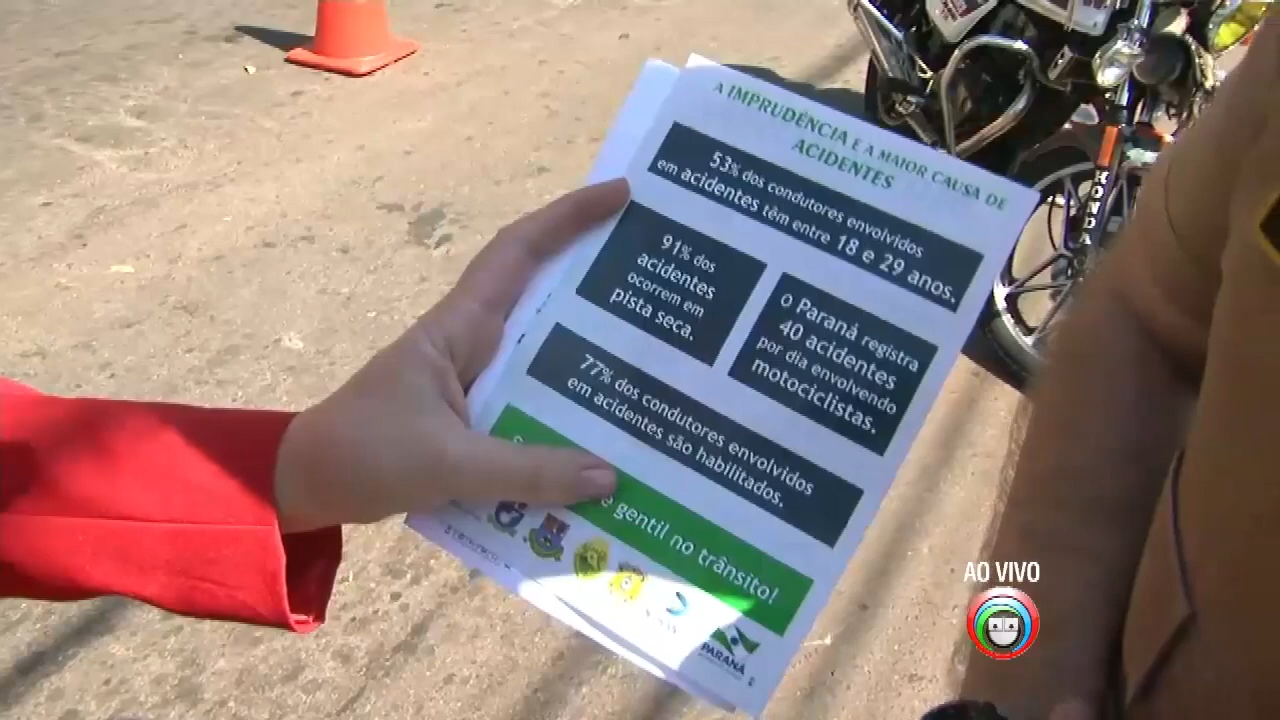 A IMPRUDÊNCIA E A MAIOR CAUSA DE
ACIDENTES
53% dos condutores envolvidos
em acidentes têm entre 18 e 29 anos.
91% dos
acidentes
ocorrem em
pista seca.
o Paraná registra
40 acidentes
por dia envolvendo
motociclistas.
77% dos condutores envolvidos
em acidentes são habilitados.
e gentil no trânsito!
PARANÁ
HONDA
AO VIVO